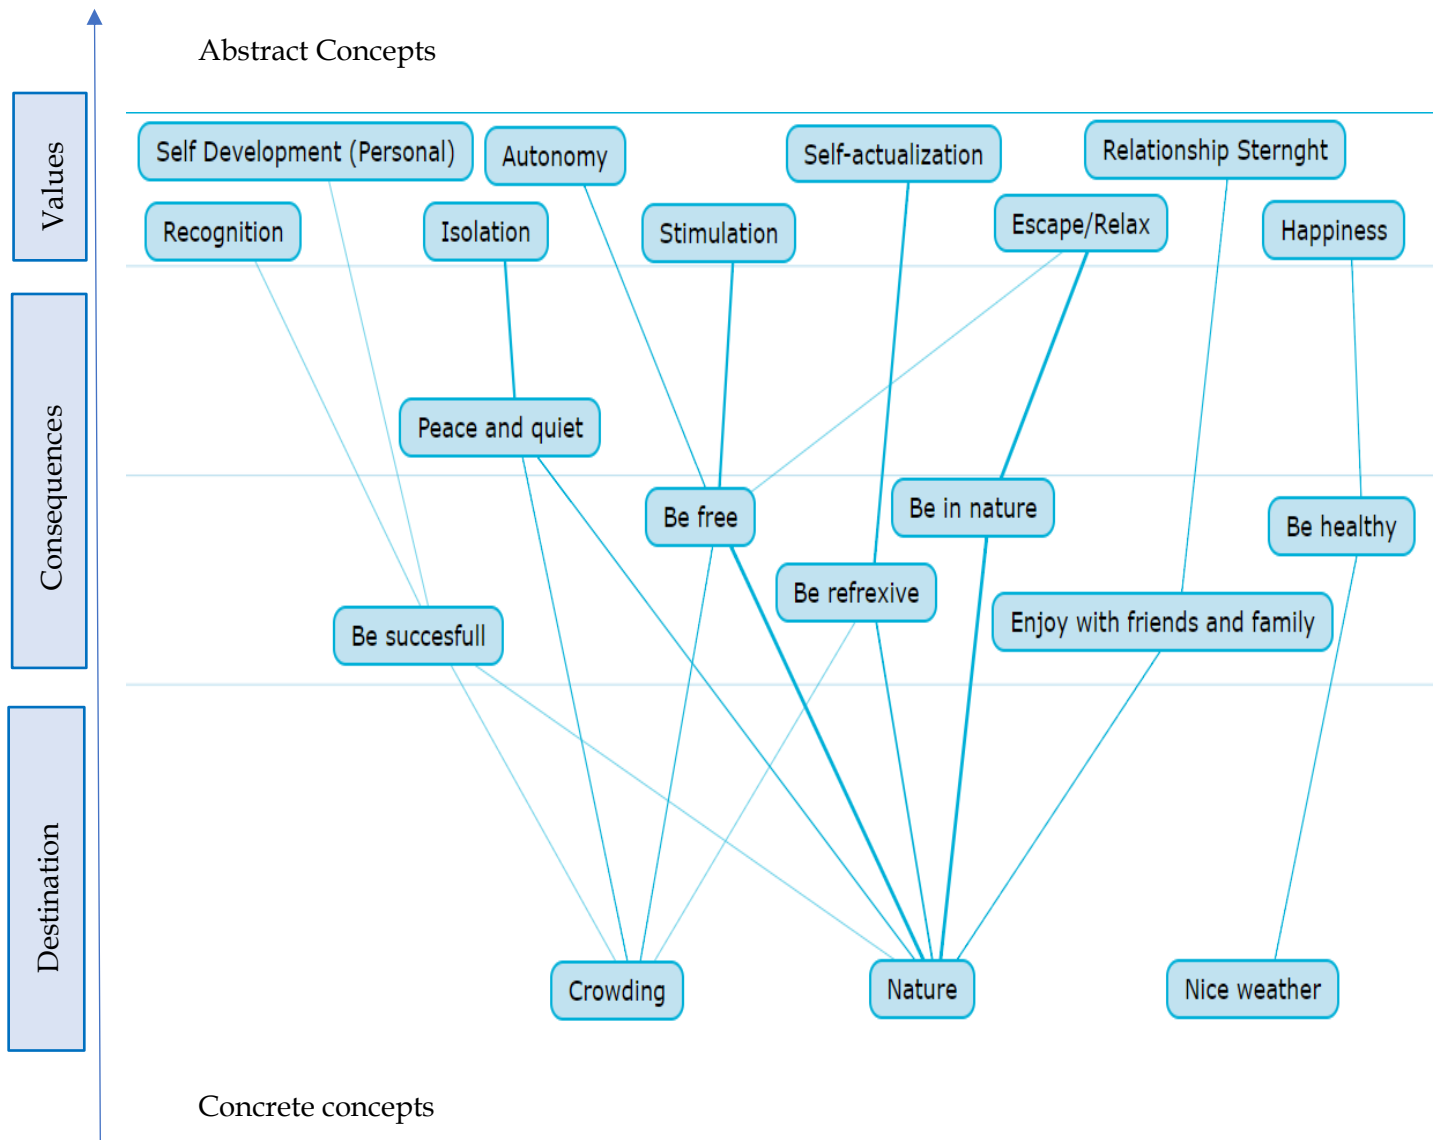 Abstract Concepts
Values
Self Development (Personal)
Autonomy
Self-actualization
Relationship Sternght
Recognition
Isolation
Stimulation
Escape/Relax
Happiness
Consequences
Peace and quiet
Be free
Be in nature
Be healthy
Be refrexive
Be succesfull
Enjoy with friends and family
Destination
Crowding
Nature
Nice weather
Concrete concepts